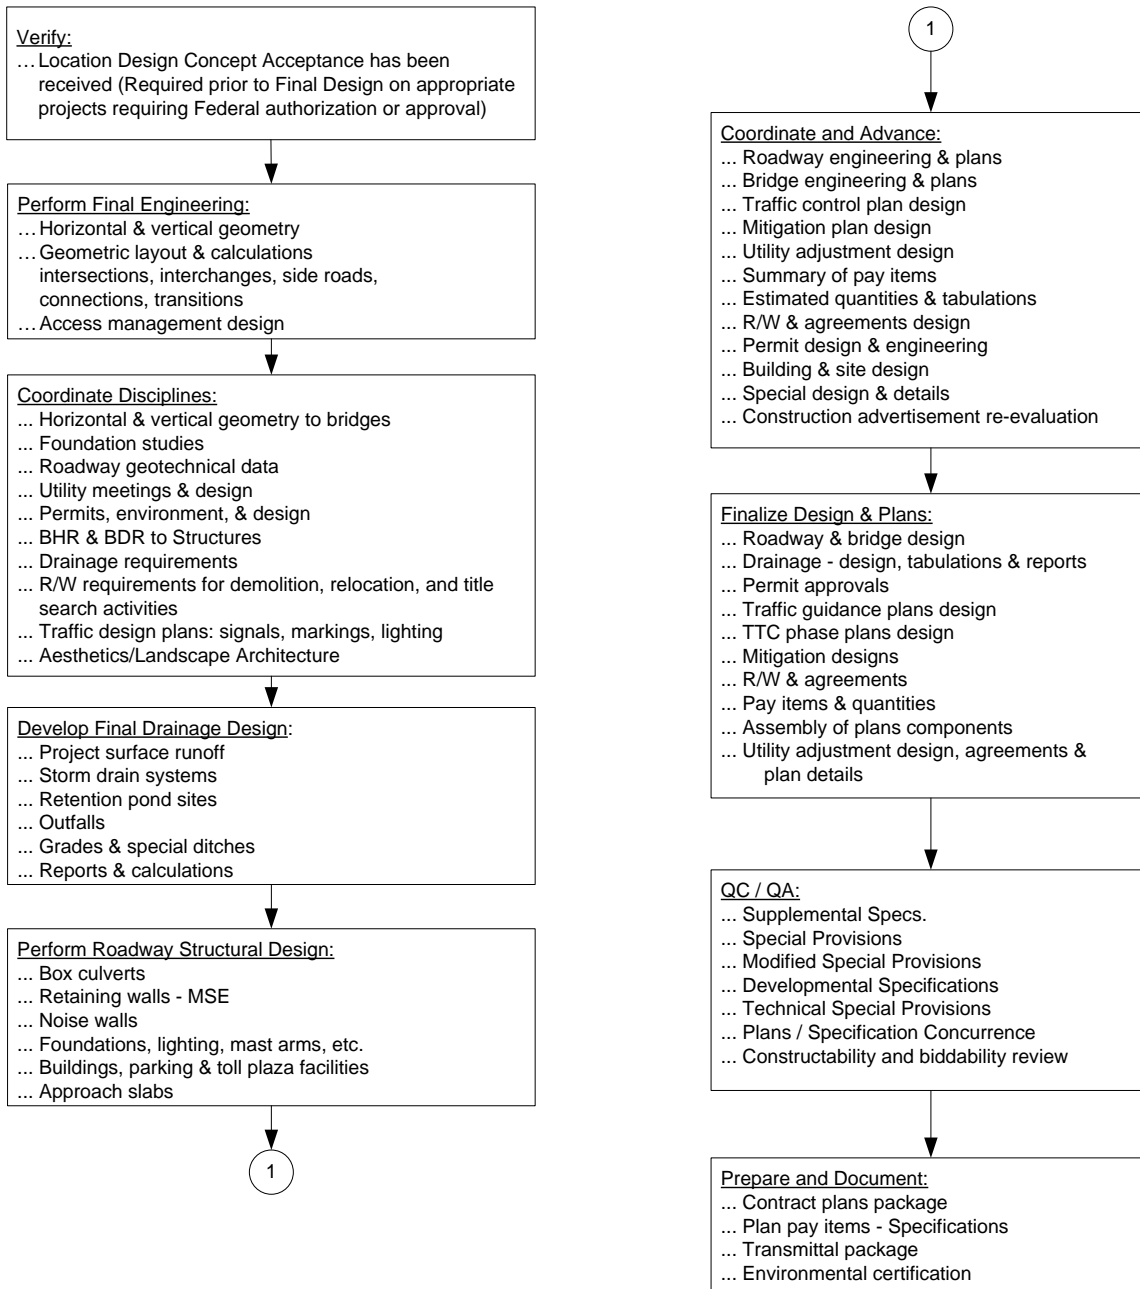 Verify:
…Location Design Concept Acceptance has been
received (Required prior to Final Design on appropriate
projects requiring Federal authorization or approval)
Perform Final Engineering:
…Horizontal & vertical geometry
…Geometric layout & calculations
intersections, interchanges, side roads,
connections, transitions
…Access management design
Coordinate Disciplines:
... Horizontal & vertical geometry to bridges
... Foundation studies
... Roadway geotechnical data
... Utility meetings & design
... Permits, environment, & design
... BHR & BDR to Structures
... Drainage requirements
... R/W requirements for demolition, relocation, and title
search activities
... Traffic design plans: signals, markings, lighting
... Aesthetics/Landscape Architecture
Develop Final Drainage Design:
... Project surface runoff
... Storm drain systems
... Retention pond sites
... Outfalls
... Grades & special ditches
... Reports & calculations
Perform Roadway Structural Design:
... Box culverts
... Retaining walls - MSE
... Noise walls
... Foundations, lighting, mast arms, etc.
... Buildings, parking & toll plaza facilities
... Approach slabs
1
1
Coordinate and Advance:
... Roadway engineering & plans
... Bridge engineering & plans
... Traffic control plan design
... Mitigation plan design
... Utility adjustment design
... Summary of pay items
... Estimated quantities & tabulations
... R/W & agreements design
... Permit design & engineering
... Building & site design
... Special design & details
... Construction advertisement re-evaluation
Finalize Design & Plans:
... Roadway & bridge design
... Drainage - design, tabulations & reports
... Permit approvals
... Traffic guidance plans design
... TTC phase plans design
... Mitigation designs
... R/W & agreements
... Pay items & quantities
... Assembly of plans components
... Utility adjustment design, agreements &
plan details
QC / QA:
... Supplemental Specs.
... Special Provisions
... Modified Special Provisions
... Developmental Specifications
... Technical Special Provisions
... Plans / Specification Concurrence
... Constructability and biddability review
Prepare and Document:
... Contract plans package
... Plan pay items - Specifications
... Transmittal package
... Environmental certification